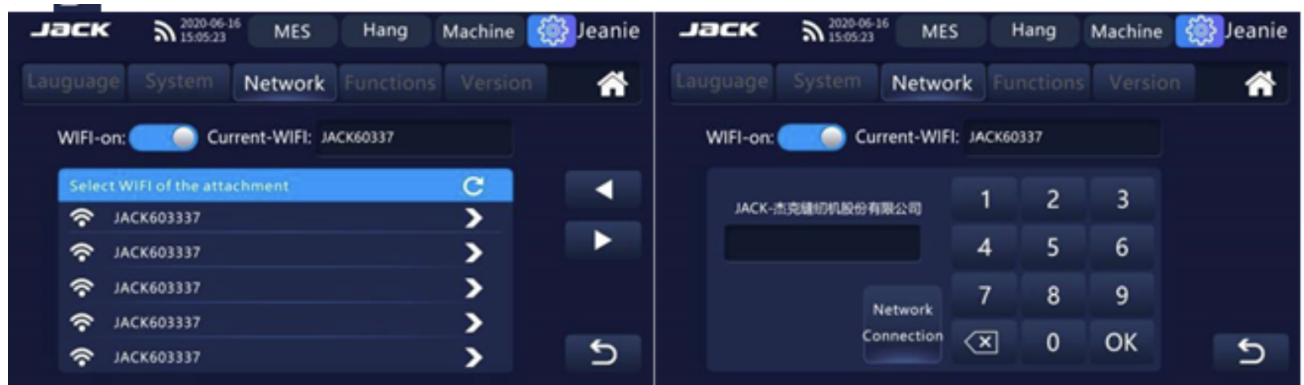 JACK 2020-06-16 15:05:23 MES Hang Machine Jeanie
Lauguage System Network Functions Version
WIFI-on: Current-WIFI: JACK60337
Select WIFI of the attachment
JACK603337
JACK603337
JACK603337
JACK603337
JACK603337
JACK 2020-06-16 15:05:23 MES Hang Machine Jeanie
Lauguage System Network Functions Version
WIFI-on: Current-WIFI: JACK60337
JACK-杰克缝纫机股份有限公司
1 2 3
4 5 6
7 8 9
Network Connection
0 OK